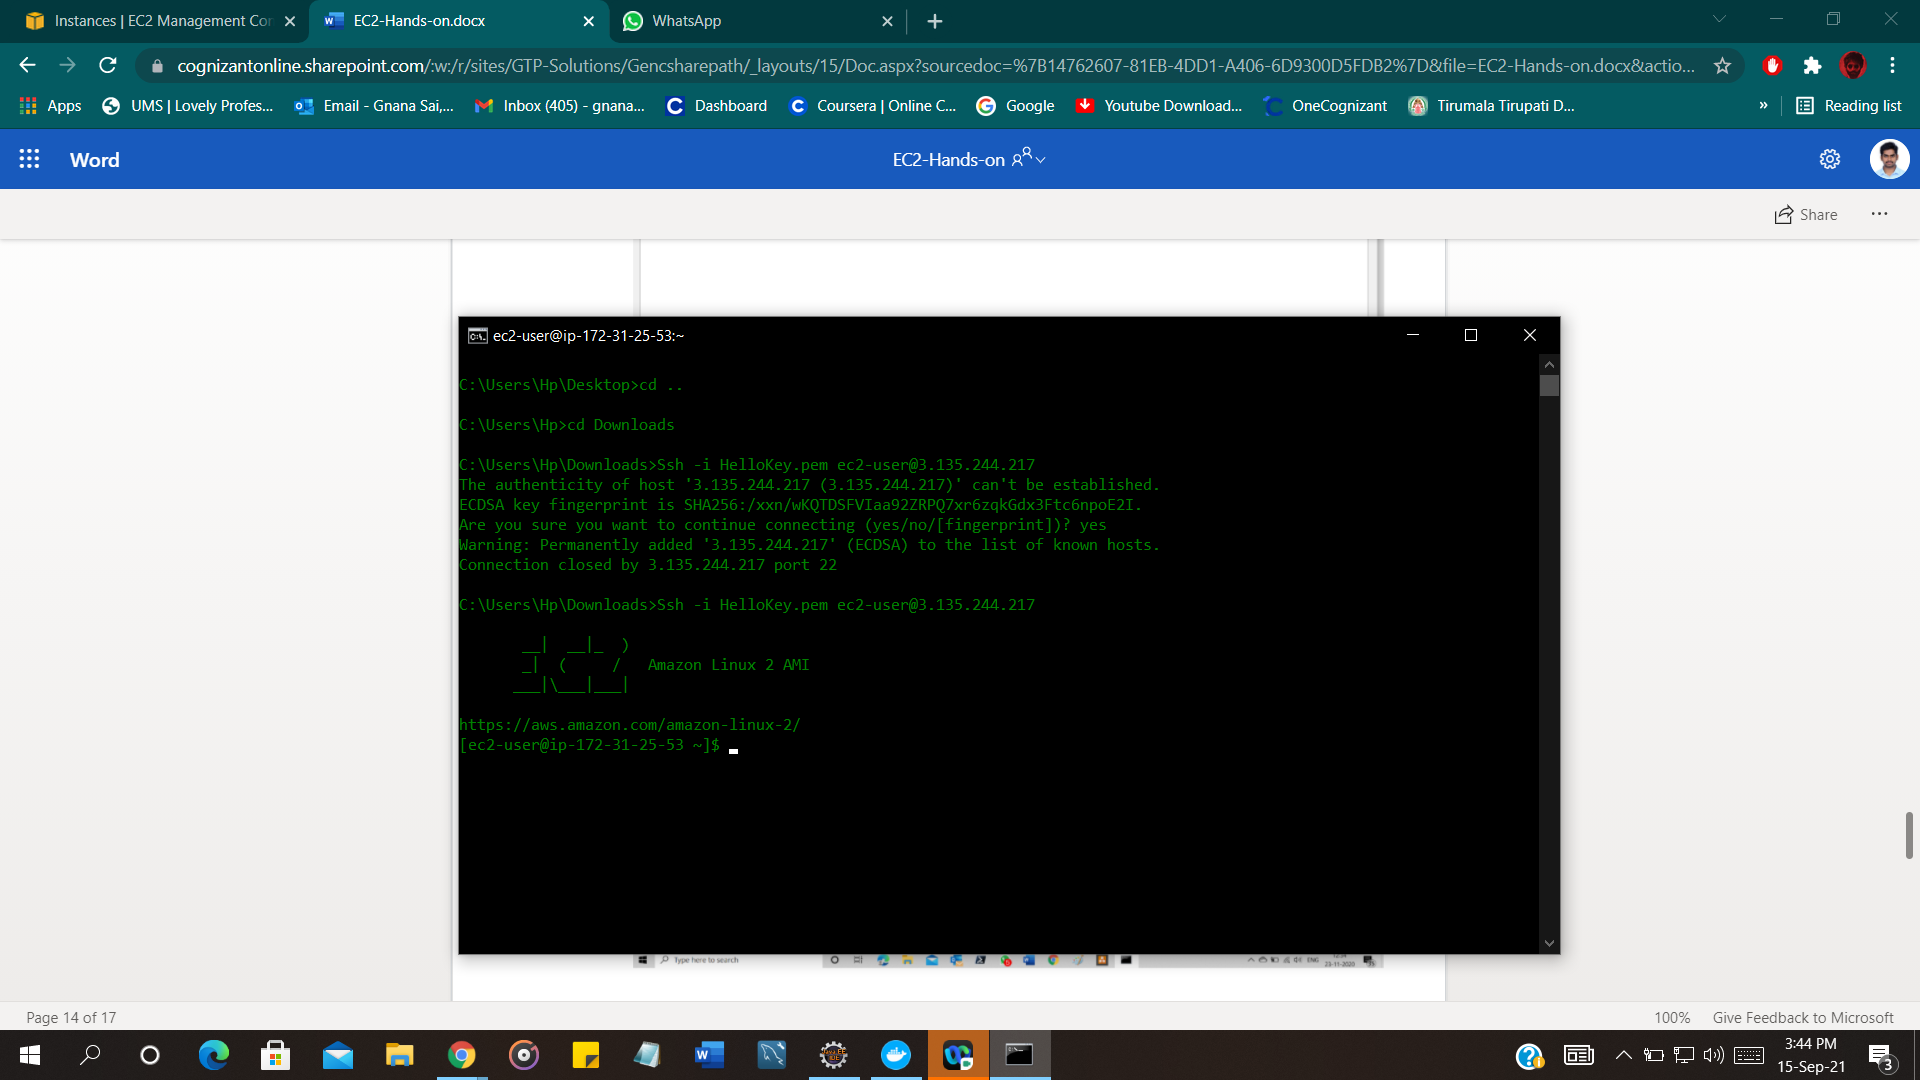 Instances | EC2 Management Con
EC2-Hands-on.docx
WhatsApp
cognizantonline.sharepoint.com/:w:/r/sites/GTP-Solutions/Gencsharepath/_layouts/15/Doc.aspx?sourcedoc=%7B14762607-81EB-4DD1-A406-6D9300D5FDB2%7D&file=EC2-Hands-on.docx&actio...
Apps
UMS | Lovely Profes...
Email - Gnana Sai,...
Inbox (405) - gnana...
Dashboard
Coursera | Online C...
Google
Youtube Download...
OneCognizant
Tirumala Tirupati D...
»
Reading list
Word
EC2-Hands-on
Share
ec2-user@ip-172-31-25-53:~
C:\Users\Hp\Desktop>cd ..
C:\Users\Hp>cd Downloads
C:\Users\Hp\Downloads>Ssh -i HelloKey.pem ec2-user@3.135.244.217
The authenticity of host '3.135.244.217 (3.135.244.217)' can't be established.
ECDSA key fingerprint is SHA256:/xxn/wKQTDSFVIaa92ZRPQ7xr6zqkGdx3Ftc6npoE2I.
Are you sure you want to continue connecting (yes/no/[fingerprint])? yes
Warning: Permanently added '3.135.244.217' (ECDSA) to the list of known hosts.
Connection closed by 3.135.244.217 port 22
C:\Users\Hp\Downloads>Ssh -i HelloKey.pem ec2-user@3.135.244.217
       __|  __|_  )
       _|  (     /   Amazon Linux 2 AMI
      ___|\___|___|
https://aws.amazon.com/amazon-linux-2/
[ec2-user@ip-172-31-25-53 ~]$
Type here to search
ENG
23-11-2020
Page 14 of 17
100%
Give Feedback to Microsoft
3:44 PM
15-Sep-21
3